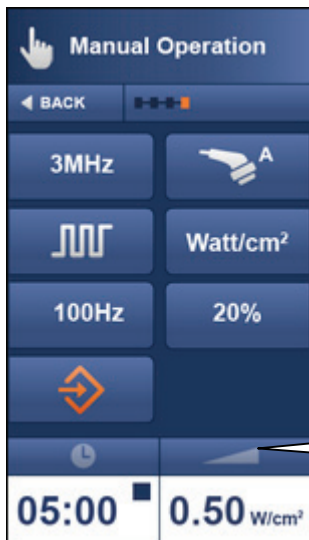 Manual Operation
BACK
3MHz A
Watt/cm²
100Hz 20%
05:00 0.50 W/cm²